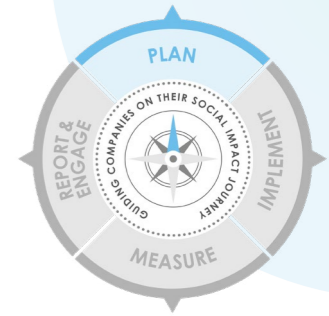 PLAN
IMPLEMENT
MEASURE
REPORT &
ENGAGE
GUIDING COMPANIES ON THEIR SOCIAL IMPACT JOURNEY